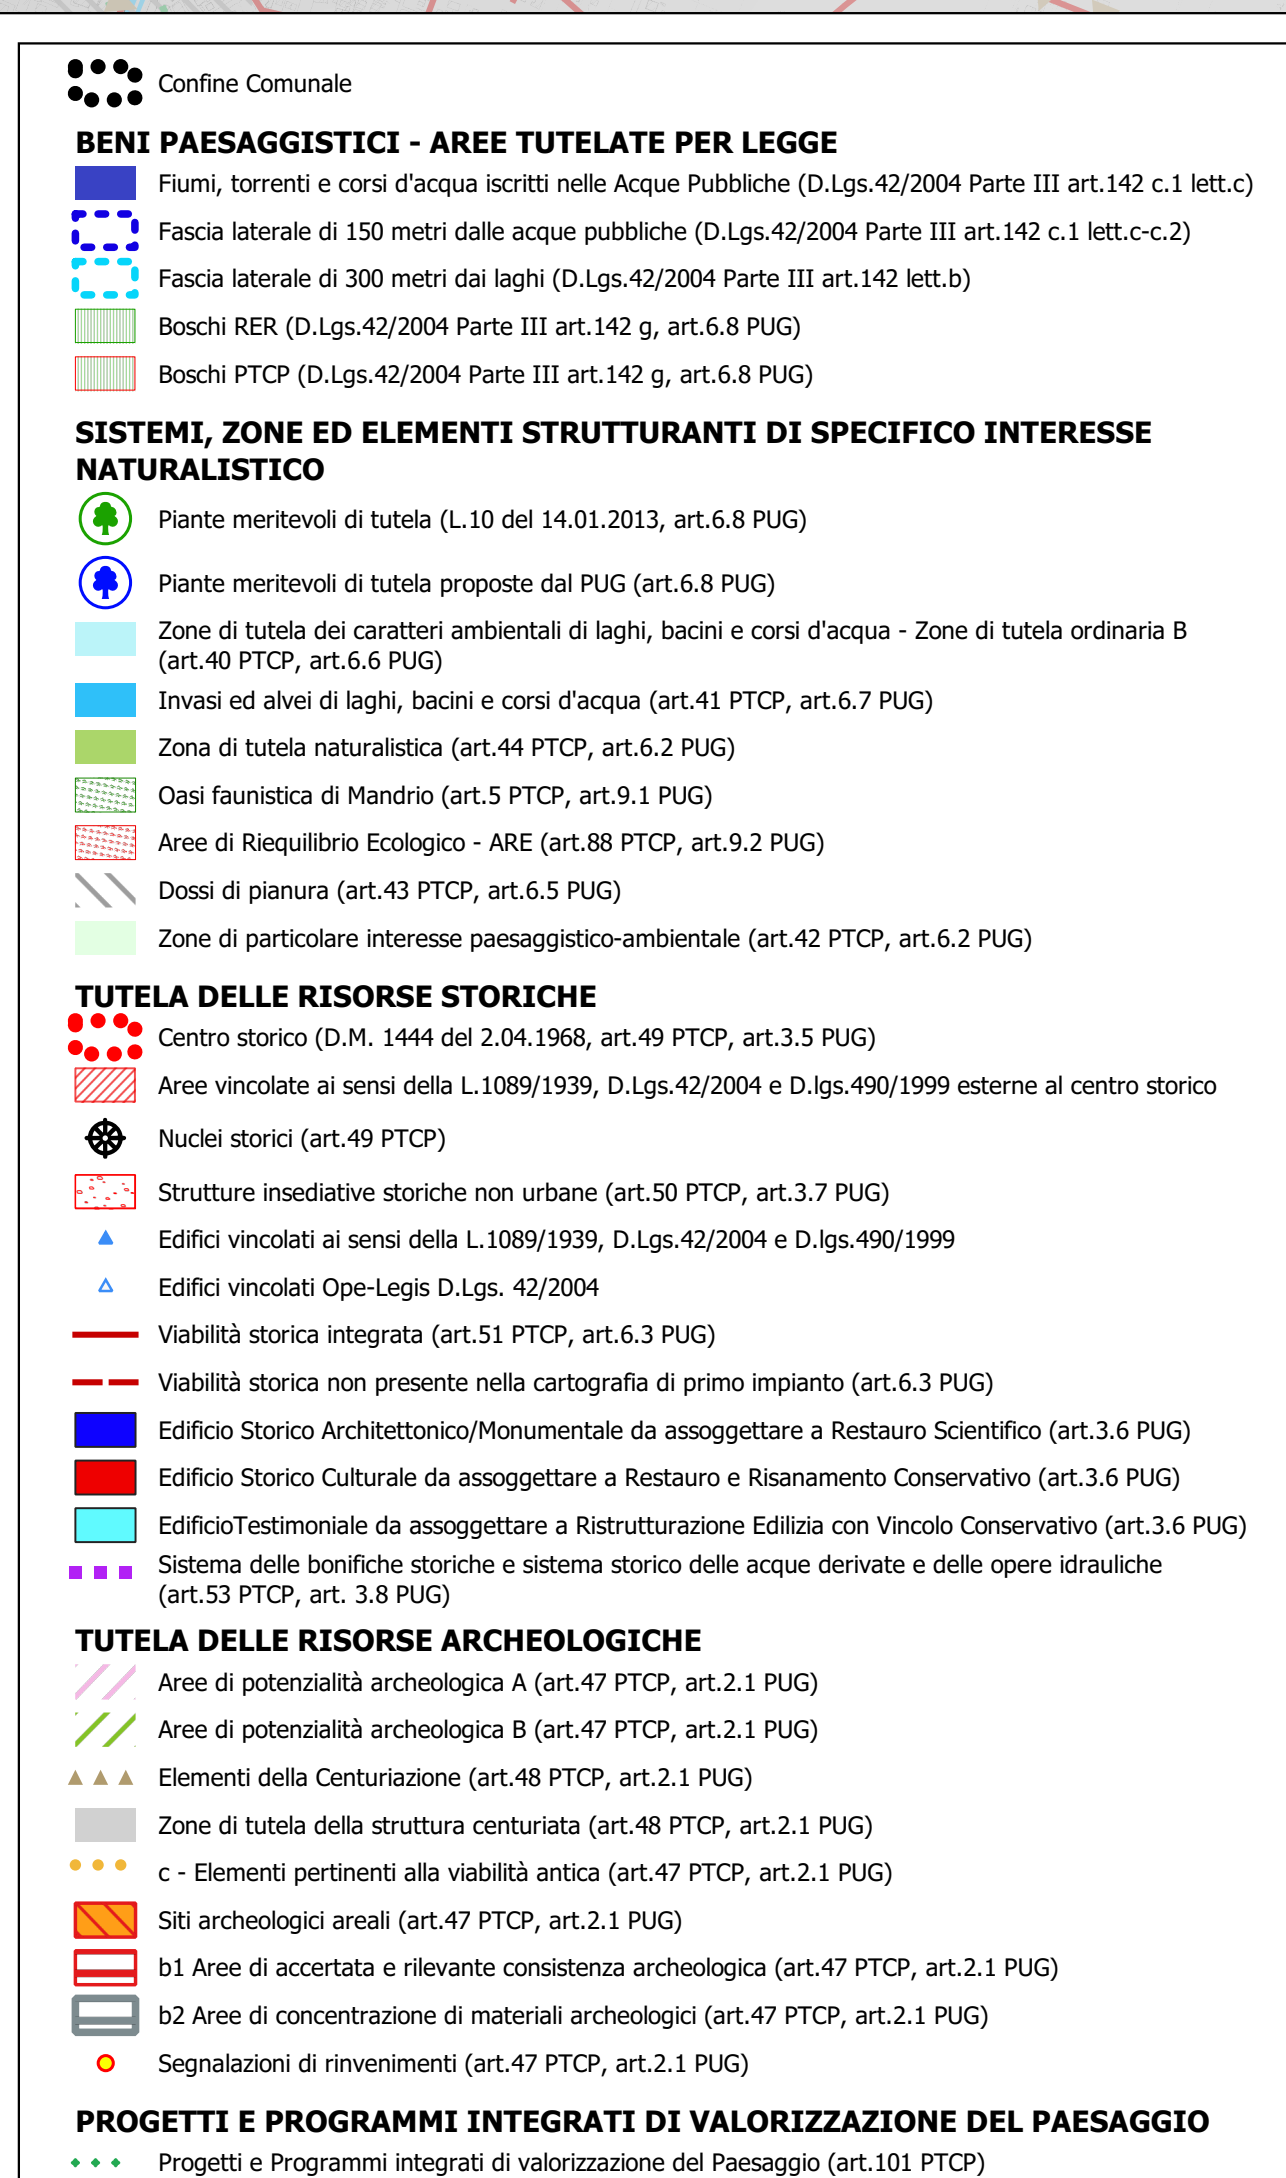 Confine Comunale
BENI PAESAGGISTICI - AREE TUTELATE PER LEGGE
Fiumi, torrenti e corsi d'acqua iscritti nelle Acque Pubbliche (D.Lgs.42/2004 Parte III art.142 c.1 lett.c)
Fascia laterale di 150 metri dalle acque pubbliche (D.Lgs.42/2004 Parte III art.142 c.1 lett.c-c.2)
Fascia laterale di 300 metri dai laghi (D.Lgs.42/2004 Parte III art.142 lett.b)
Boschi RER (D.Lgs.42/2004 Parte III art.142 g, art.6.8 PUG)
Boschi PTCP (D.Lgs.42/2004 Parte III art.142 g, art.6.8 PUG)
SISTEMI, ZONE ED ELEMENTI STRUTTURANTI DI SPECIFICO INTERESSE
NATURALISTICO
Piante meritevoli di tutela (L.10 del 14.01.2013, art.6.8 PUG)
Piante meritevoli di tutela proposte dal PUG (art.6.8 PUG)
Zone di tutela dei caratteri ambientali di laghi, bacini e corsi d'acqua - Zone di tutela ordinaria B
(art.40 PTCP, art.6.6 PUG)
Invasi ed alvei di laghi, bacini e corsi d'acqua (art.41 PTCP, art.6.7 PUG)
Zona di tutela naturalistica (art.44 PTCP, art.6.2 PUG)
Oasi faunistica di Mandrio (art.5 PTCP, art.9.1 PUG)
Aree di Riequilibrio Ecologico - ARE (art.88 PTCP, art.9.2 PUG)
Dossi di pianura (art.43 PTCP, art.6.5 PUG)
Zone di particolare interesse paesaggistico-ambientale (art.42 PTCP, art.6.2 PUG)
TUTELA DELLE RISORSE STORICHE
Centro storico (D.M. 1444 del 2.04.1968, art.49 PTCP, art.3.5 PUG)
Aree vincolate ai sensi della L.1089/1939, D.Lgs.42/2004 e D.lgs.490/1999 esterne al centro storico
Nuclei storici (art.49 PTCP)
Strutture insediative storiche non urbane (art.50 PTCP, art.3.7 PUG)
Edifici vincolati ai sensi della L.1089/1939, D.Lgs.42/2004 e D.lgs.490/1999
Edifici vincolati Ope-Legis D.Lgs. 42/2004
Viabilità storica integrata (art.51 PTCP, art.6.3 PUG)
Viabilità storica non presente nella cartografia di primo impianto (art.6.3 PUG)
Edificio Storico Architettonico/Monumentale da assoggettare a Restauro Scientifico (art.3.6 PUG)
Edificio Storico Culturale da assoggettare a Restauro e Risanamento Conservativo (art.3.6 PUG)
EdificioTestimoniale da assoggettare a Ristrutturazione Edilizia con Vincolo Conservativo (art.3.6 PUG)
Sistema delle bonifiche storiche e sistema storico delle acque derivate e delle opere idrauliche
(art.53 PTCP, art. 3.8 PUG)
TUTELA DELLE RISORSE ARCHEOLOGICHE
Aree di potenzialità archeologica A (art.47 PTCP, art.2.1 PUG)
Aree di potenzialità archeologica B (art.47 PTCP, art.2.1 PUG)
Elementi della Centuriazione (art.48 PTCP, art.2.1 PUG)
Zone di tutela della struttura centuriata (art.48 PTCP, art.2.1 PUG)
c - Elementi pertinenti alla viabilità antica (art.47 PTCP, art.2.1 PUG)
Siti archeologici areali (art.47 PTCP, art.2.1 PUG)
b1 Aree di accertata e rilevante consistenza archeologica (art.47 PTCP, art.2.1 PUG)
b2 Aree di concentrazione di materiali archeologici (art.47 PTCP, art.2.1 PUG)
Segnalazioni di rinvenimenti (art.47 PTCP, art.2.1 PUG)
PROGETTI E PROGRAMMI INTEGRATI DI VALORIZZAZIONE DEL PAESAGGIO
Progetti e Programmi integrati di valorizzazione del Paesaggio (art.101 PTCP)